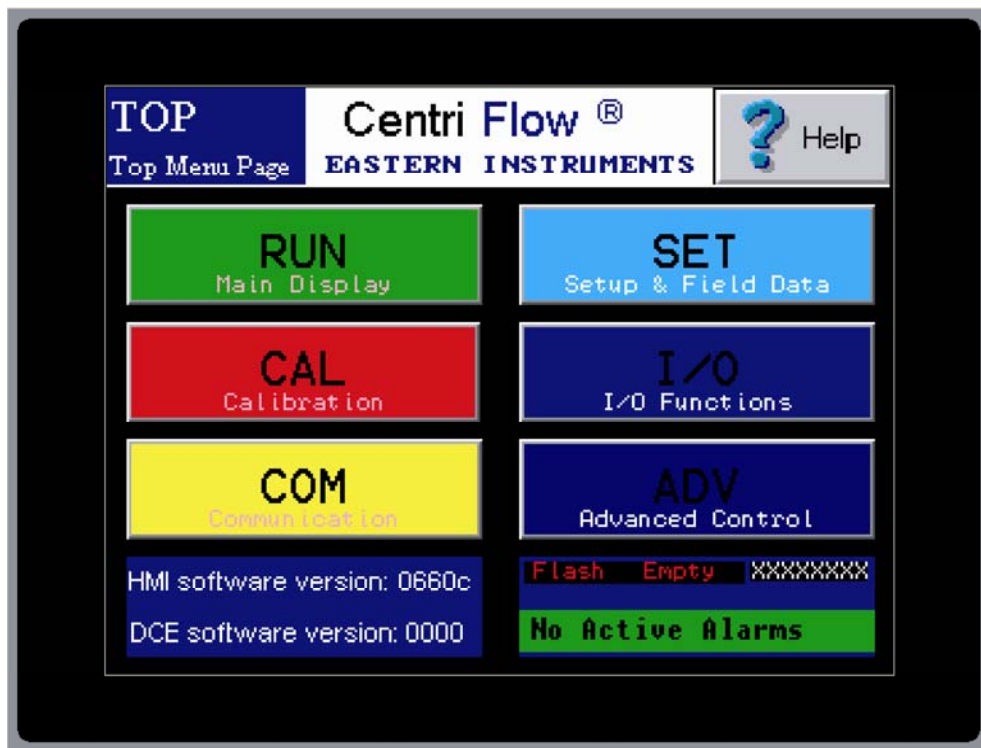 TOP
Top Menu Page
Centri Flow ®
EASTERN INSTRUMENTS
Help
RUN
Main Display
SET
Setup & Field Data
CAL
Calibration
I/O
I/O Functions
COM
Communication
ADV
Advanced Control
HMI software version: 0660c
DCE software version: 0000
Flash Empty XXXXXXXX
No Active Alarms